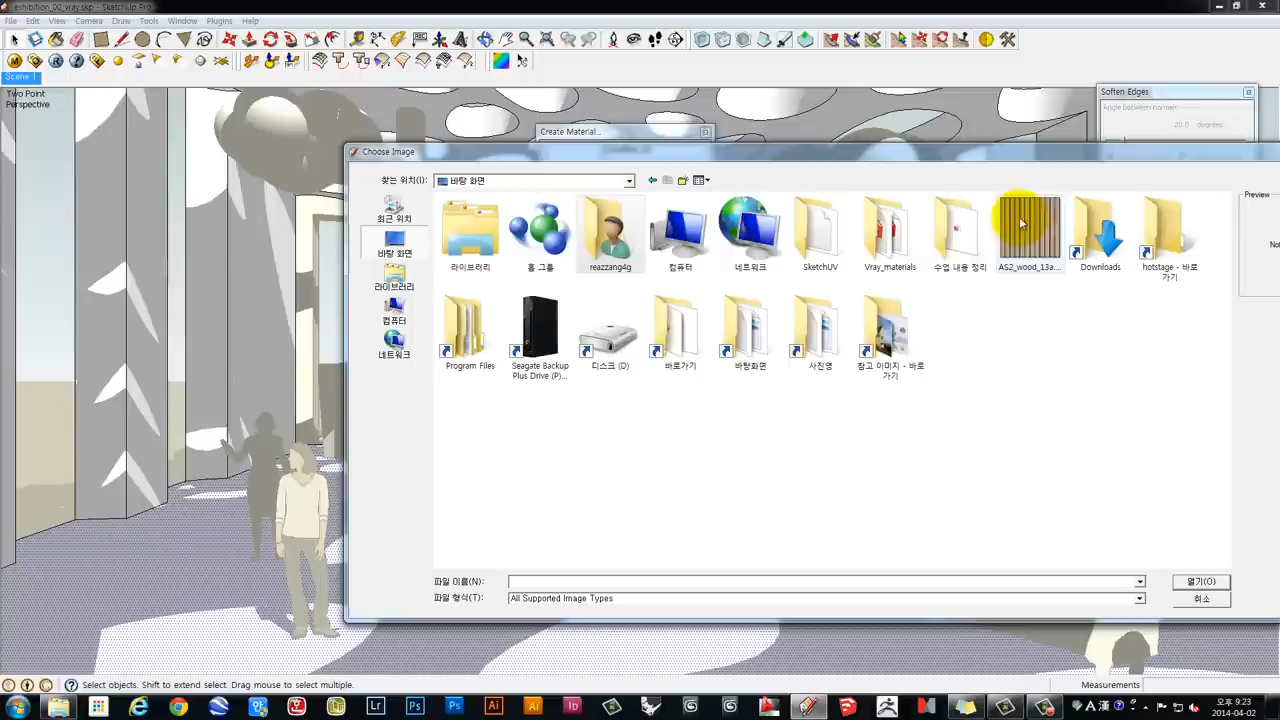 exhibition_00_vray.skp - SketchUp Pro
File Edit View Camera Draw Tools Window Plugins Help
Scene 1
Two Point
Perspective
Soften Edges
Angle between normals:
20.0 degrees
Create Material...
Choose Image
찾는 위치(I):
바탕 화면
최근 위치
바탕 화면
라이브러리
컴퓨터
네트워크
라이브러리
홈 그룹
reazzang4g
컴퓨터
네트워크
SketchUV
Vray_materials
수업 내용 정리
AS2_wood_13a....
Downloads
hotstage - 바로
가기
Program Files
Seagate Backup
Plus Drive (P)...
디스크 (D)
바로가기
바탕화면
사진영
참고 이미지 - 바로
가기
Preview
파일 이름(N):
열기(O)
파일 형식(T):
All Supported Image Types
취소
Select objects. Shift to extend select. Drag mouse to select multiple.
Measurements
오후 9:23
2014-04-02